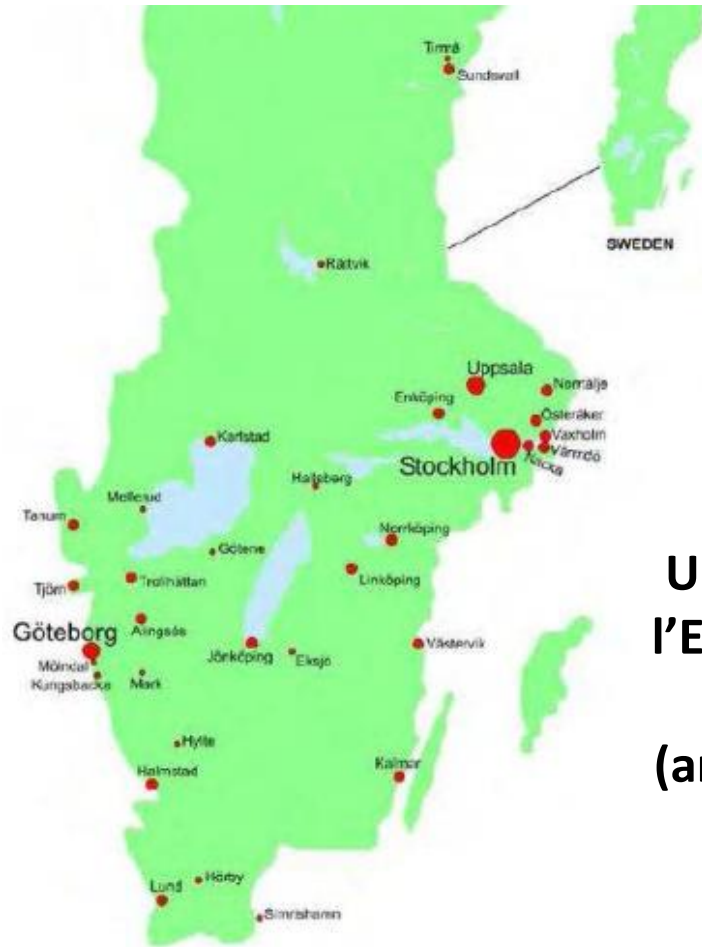 Timrå
Sundsvall
SWEDEN
Rättvik
Uppsala
Norrtälje
Enköping
Österåker
Karlstad
Vaxholm
Värmdö
Nacka
Stockholm
Hallsberg
Mellerud
Tanum
Norrköping
Götene
Linköping
Trollhättan
Tjörn
Alingsås
Göteborg
Jönköping
Eksjö
Västervik
Mölndal
Kungsbacka
Mark
Hylte
Halmstad
Kalmar
Hörby
Lund
Simrishamn
U
l’E
(ar